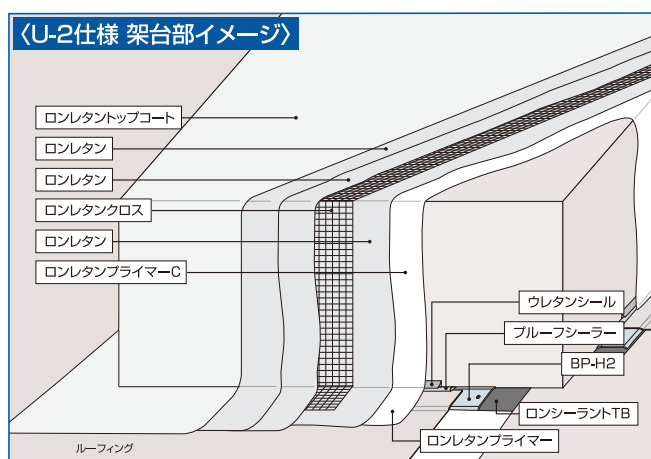 〈U-2仕様 架台部イメージ〉
ロンレタントップコート
ロンレタン
ロンレタン
ロンレタンクロス
ロンレタン
ロンレタンプライマーC
ウレタンシール
プルーフシーラー
BP-H2
ロンシーラントTB
ロンレタンプライマー
ルーフィング